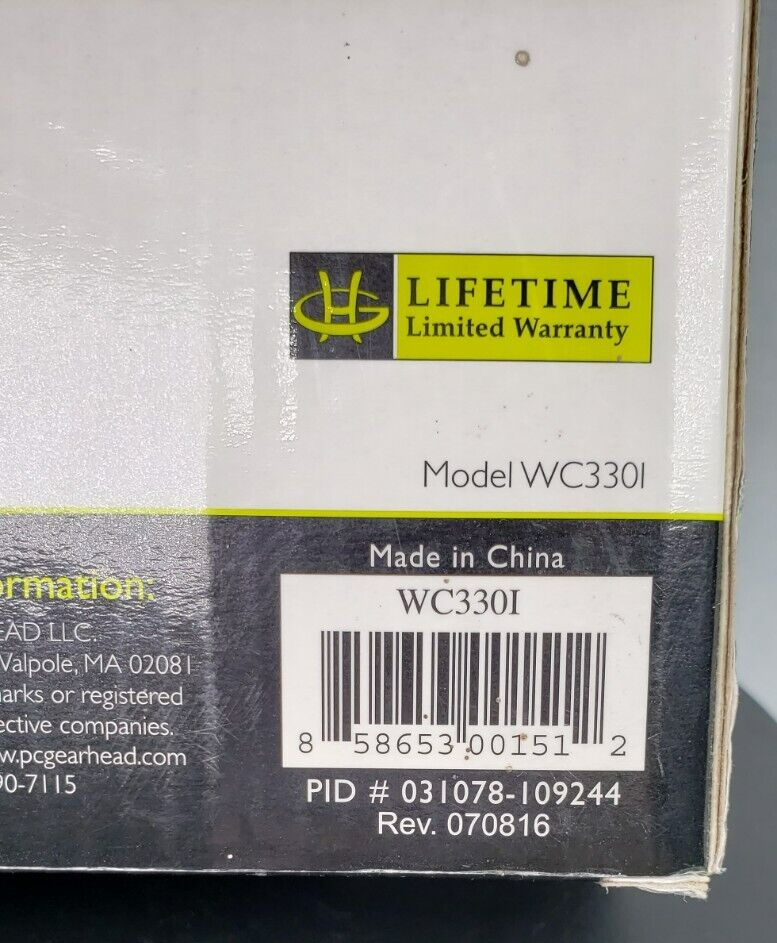 LIFETIME
Limited Warranty
Model WC330I
Made in China
WC330I
8 58653 00151 2
PID # 031078-109244
Rev. 070816
ormation:
EAD LLC.
Valpole, MA 02081
arks or registered
ective companies.
w.pcgearhead.com
90-7115